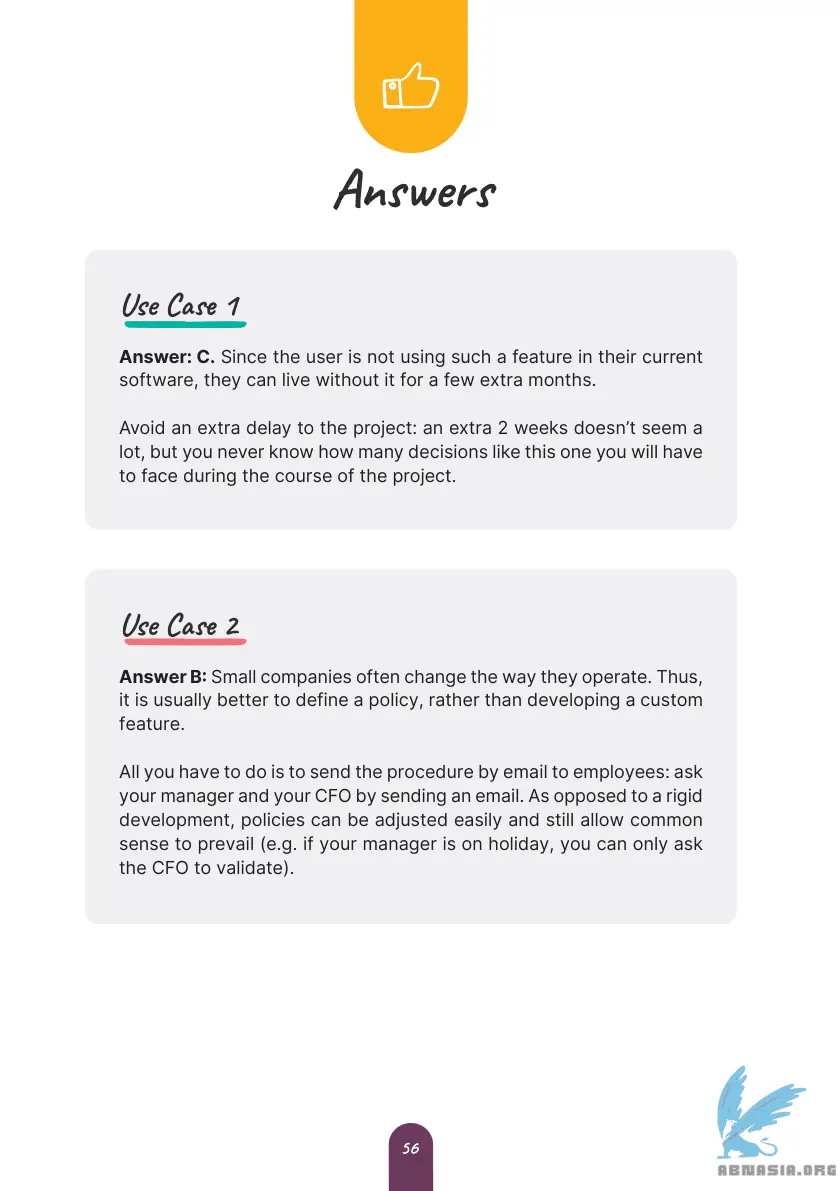 Answers
Use Case 1
Answer: C. Since the user is not using such a feature in their current
software, they can live without it for a few extra months.
Avoid an extra delay to the project: an extra 2 weeks doesn’t seem a
lot, but you never know how many decisions like this one you will have
to face during the course of the project.
Use Case 2
Answer B: Small companies often change the way they operate. Thus,
it is usually better to define a policy, rather than developing a custom
feature.
All you have to do is to send the procedure by email to employees: ask
your manager and your CFO by sending an email. As opposed to a rigid
development, policies can be adjusted easily and still allow common
sense to prevail (e.g. if your manager is on holiday, you can only ask
the CFO to validate).
56
ABNASIA.ORG